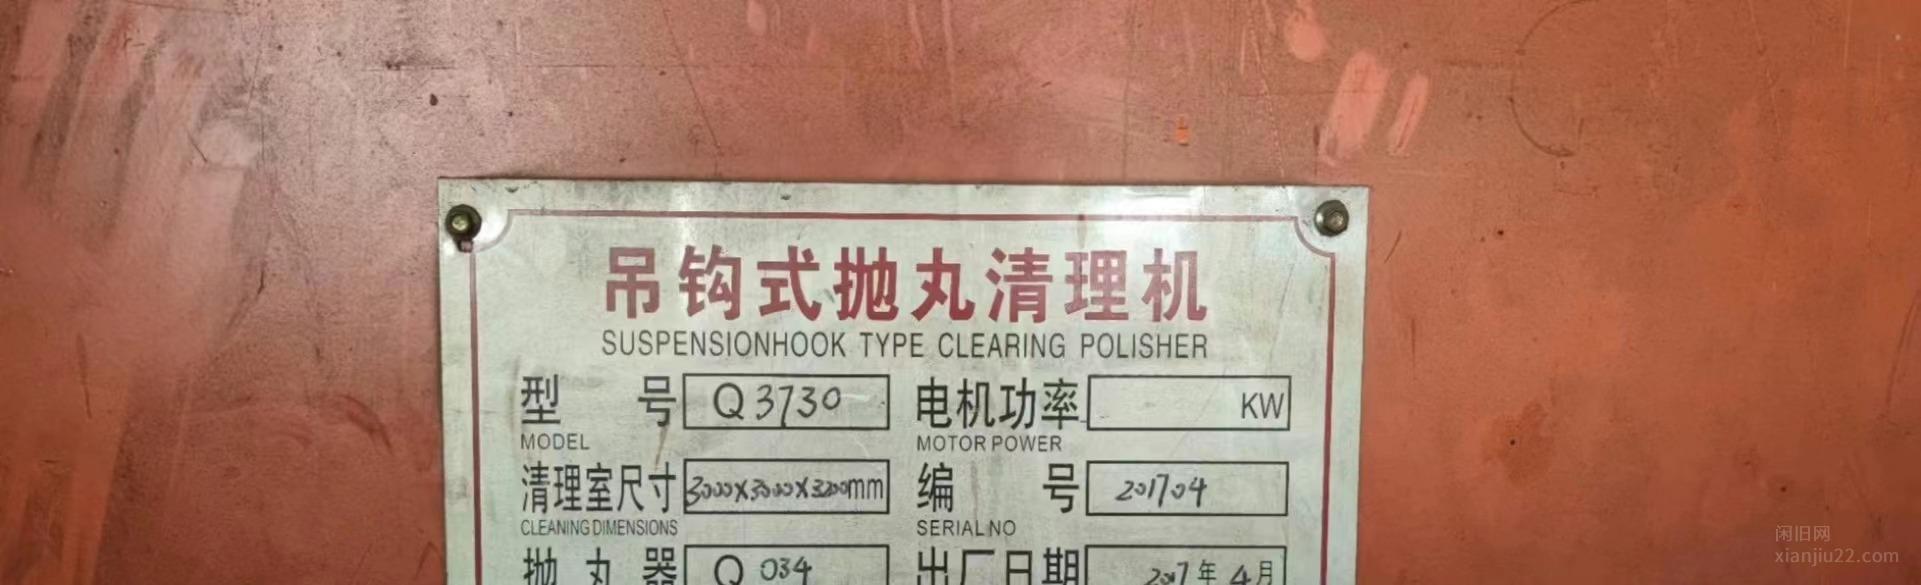 吊钩式抛丸清理机
SUSPENSIONHOOK TYPE CLEARING POLISHER
型号 Q3730 电机功率 KW
MODEL MOTOR POWER
清理室尺寸 3000X3000X3200mm 编号 201704
CLEANING DIMENSIONS SERIAL NO
抛丸器 Q034 出厂日期 2017年4月
闲旧网
xianjiu22.com